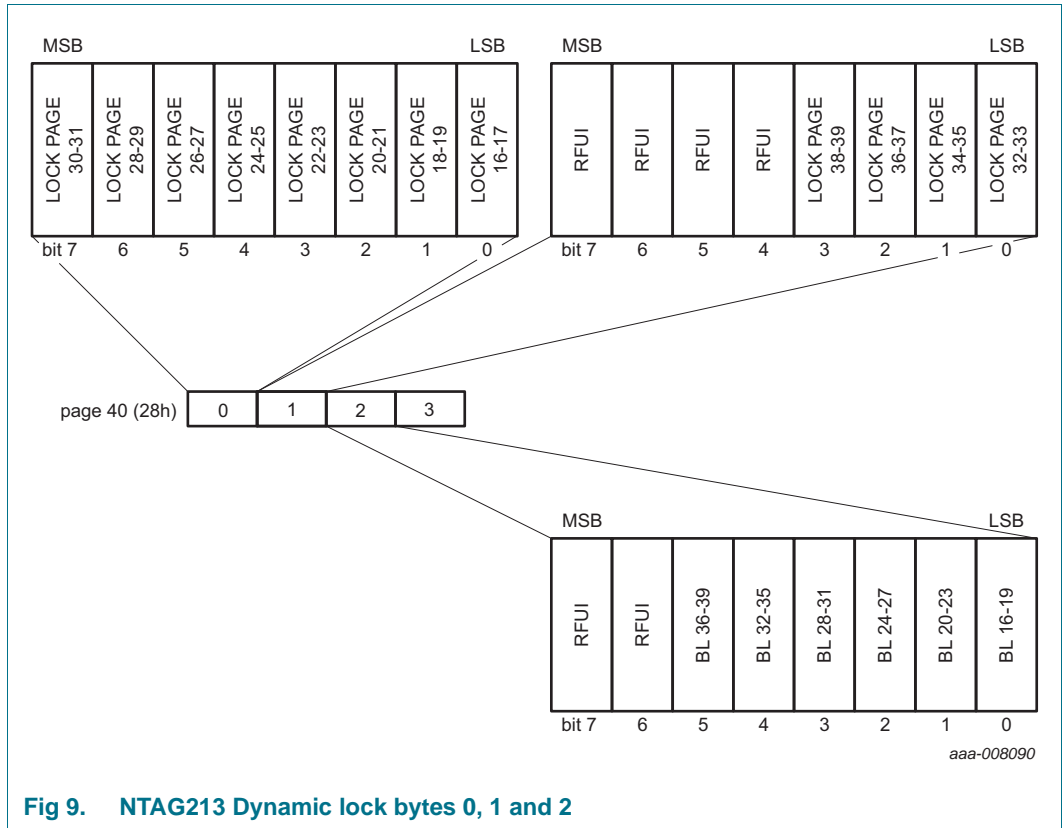 MSB LSB
LOCK PAGE 30-31
LOCK PAGE 28-29
LOCK PAGE 26-27
LOCK PAGE 24-25
LOCK PAGE 22-23
LOCK PAGE 20-21
LOCK PAGE 18-19
LOCK PAGE 16-17
bit 7 6 5 4 3 2 1 0
MSB LSB
RFUI
RFUI
RFUI
RFUI
LOCK PAGE 38-39
LOCK PAGE 36-37
LOCK PAGE 34-35
LOCK PAGE 32-33
bit 7 6 5 4 3 2 1 0
page 40 (28h) 0 1 2 3
MSB LSB
RFUI
RFUI
BL 36-39
BL 32-35
BL 28-31
BL 24-27
BL 20-23
BL 16-19
bit 7 6 5 4 3 2 1 0
aaa-008090
Fig 9. NTAG213 Dynamic lock bytes 0, 1 and 2